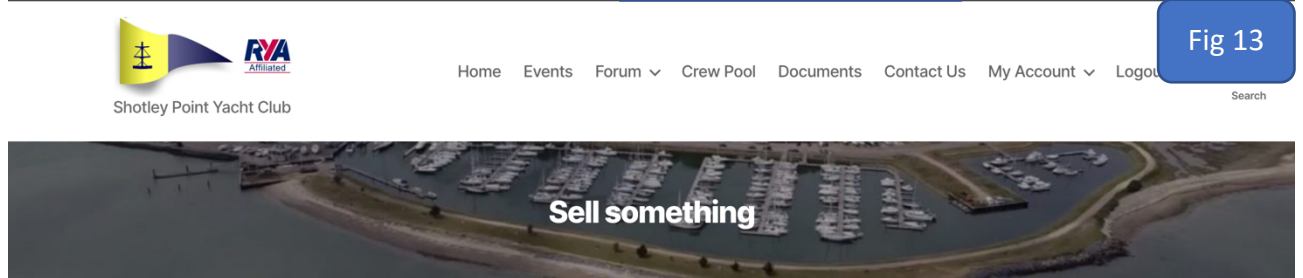 Fig 13
RYA
Affiliated
Shotley Point Yacht Club
Home Events Forum Crew Pool Documents Contact Us My Account
Search
Sell something